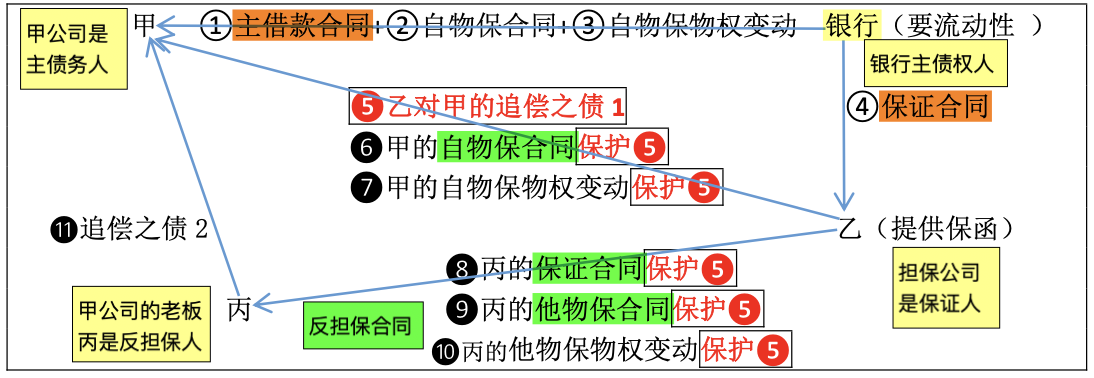 甲公司是
主债务人
甲 ①主借款合同+②自物保合同+③自物保物权变动 银行（要流动性 ）
银行主债权人
④保证合同
❺乙对甲的追偿之债1
❻甲的自物保合同保护❺
❼甲的自物保物权变动保护❺
⓫追偿之债2
乙（提供保函）
❽丙的保证合同保护❺
担保公司
是保证人
甲公司的老板
丙是反担保人
丙
反担保合同
❾丙的他物保合同保护❺
❿丙的他物保物权变动保护❺